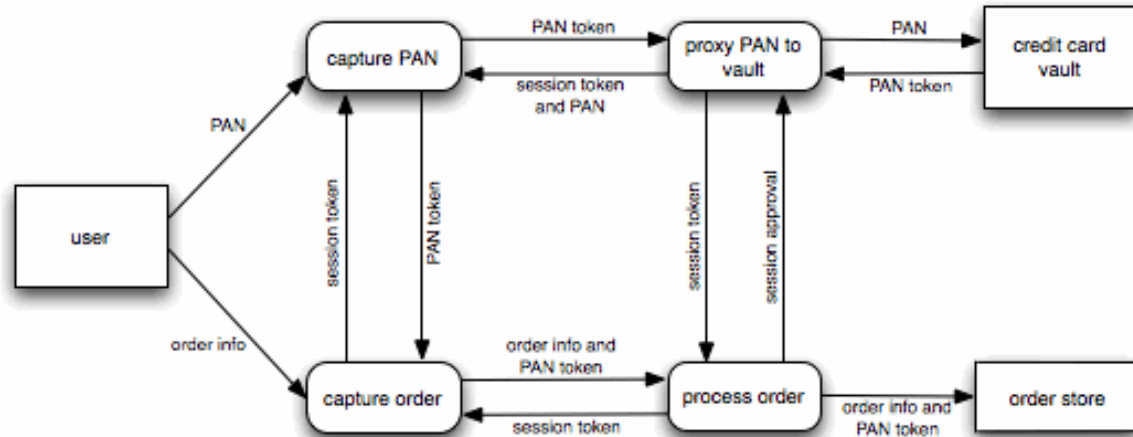 PAN token
PAN
capture PAN
proxy PAN to
vault
credit card
vault
session token
and PAN
PAN token
PAN
session token
PAN token
session token
session approval
user
order info
order info and
PAN token
capture order
process order
order store
session token
order info and
PAN token